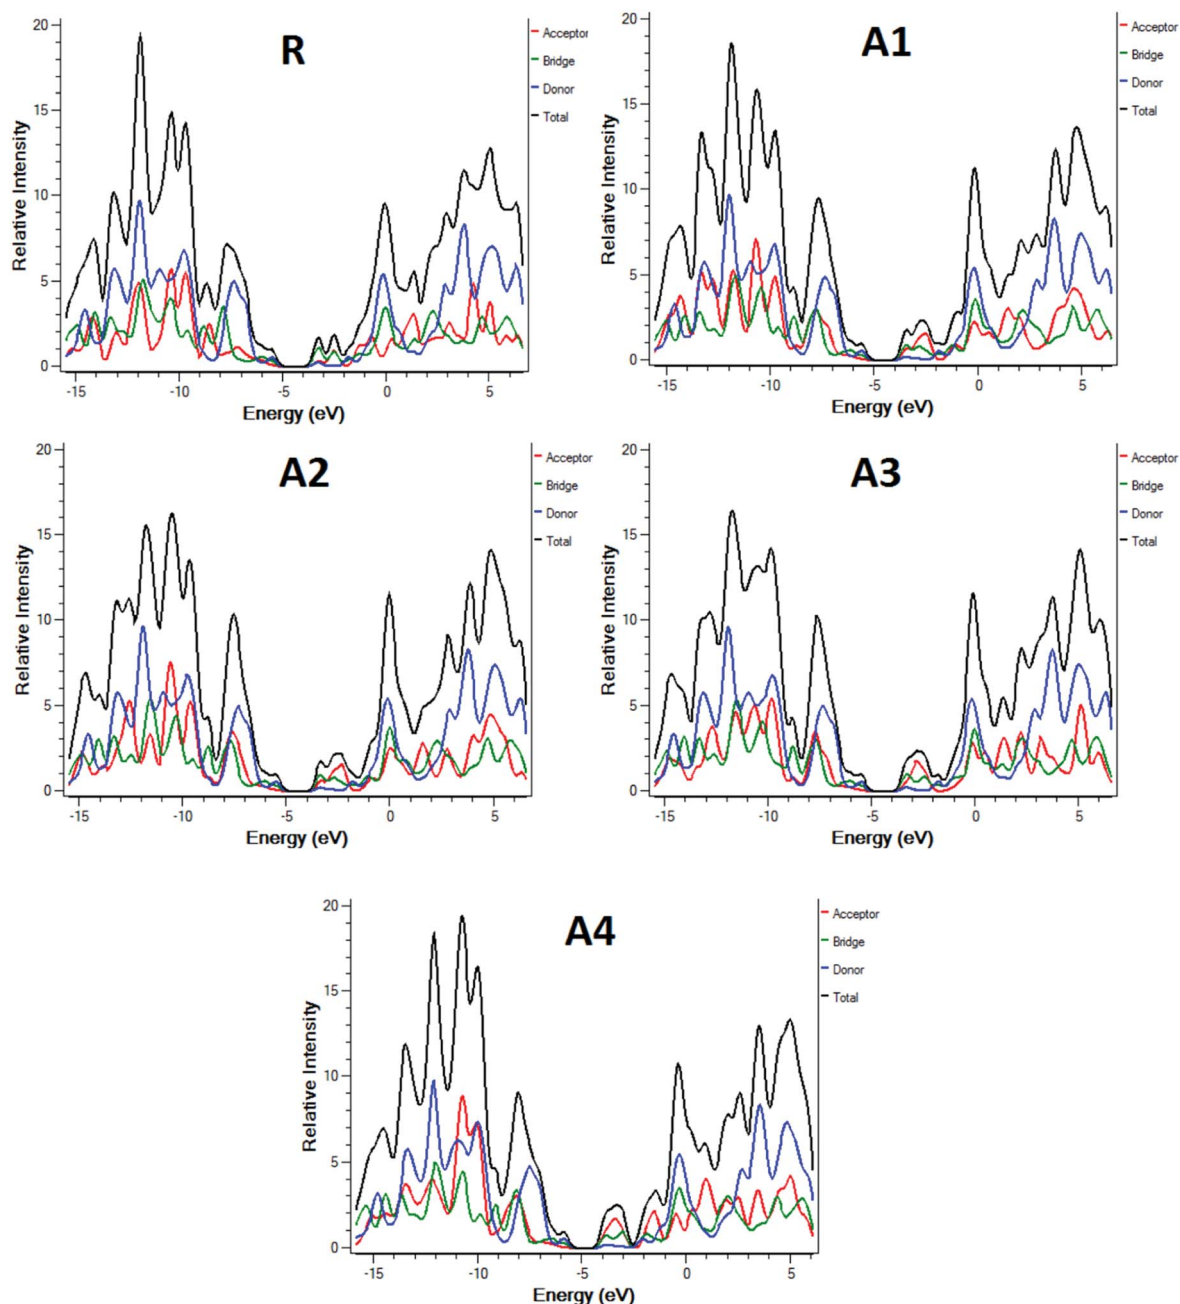 R
20
15
10
5
0
-15 -10 -5 0 5
Relative Intensity
Energy (eV)
Acceptor
Bridge
Donor
Total
A1
20
15
10
5
0
-15 -10 -5 0 5
Relative Intensity
Energy (eV)
Acceptor
Bridge
Donor
Total
A2
20
15
10
5
0
-15 -10 -5 0 5
Relative Intensity
Energy (eV)
Acceptor
Bridge
Donor
Total
A3
20
15
10
5
0
-15 -10 -5 0 5
Relative Intensity
Energy (eV)
Acceptor
Bridge
Donor
Total
A4
20
15
10
5
0
-15 -10 -5 0 5
Relative Intensity
Energy (eV)
Acceptor
Bridge
Donor
Total